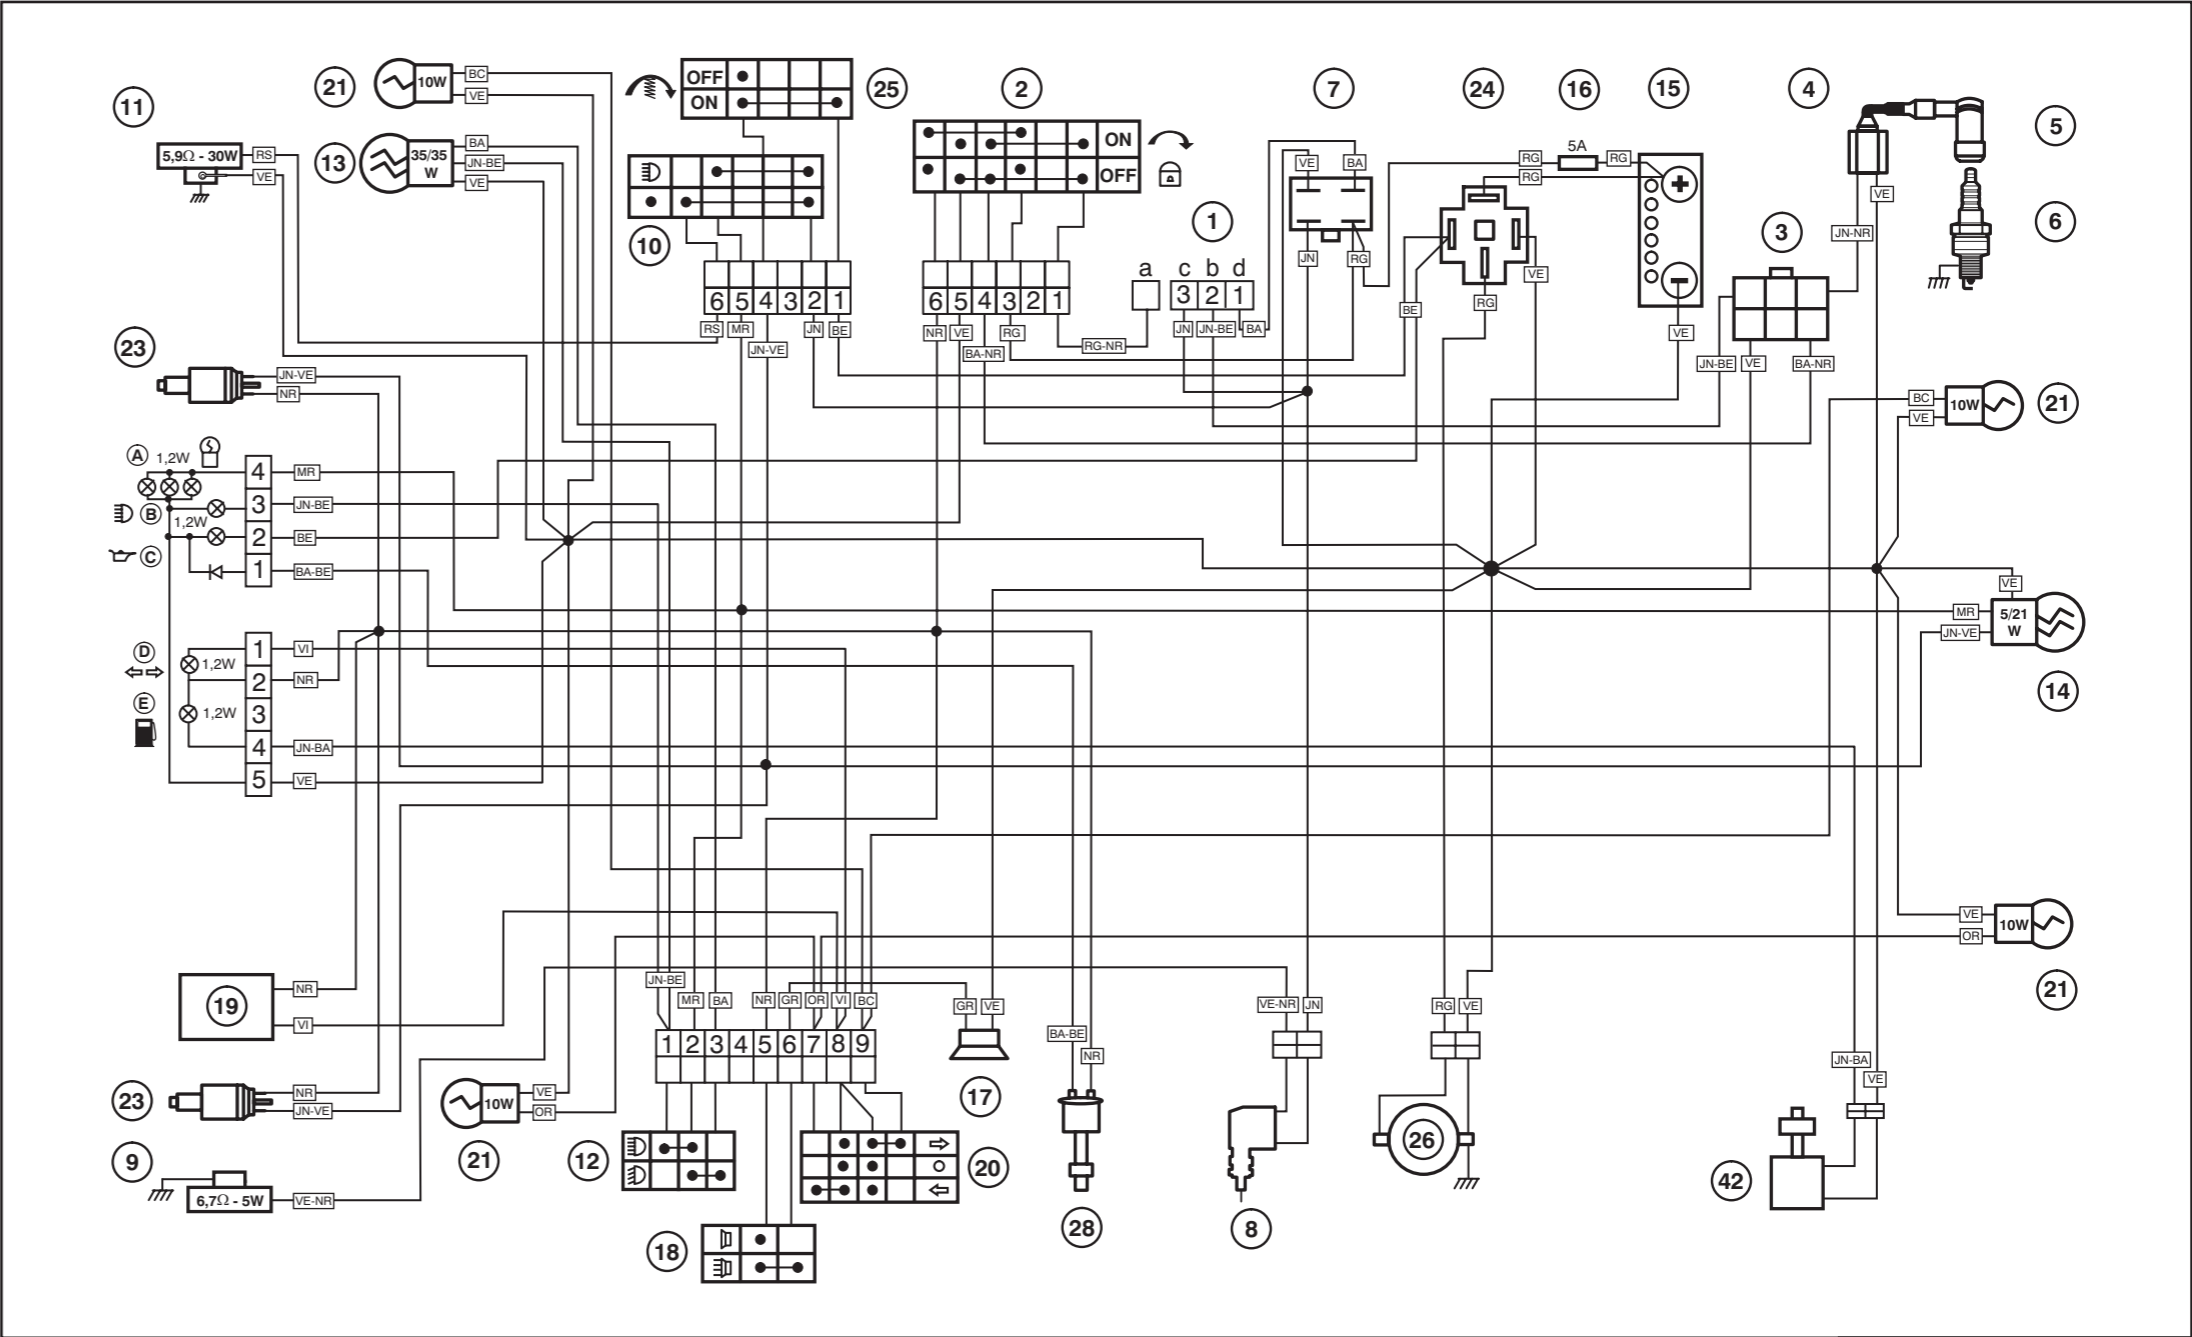 11
21
10W
BC
VE
OFF
ON
25
2
7
24
16
15
4
5
5,9Ω - 30W
RS
VE
13
35/35
W
BA
JN-BE
VE
ON
OFF
VE
BA
RG
5A
RG
RG
+
VE
10
1
JN-NR
3
6
a
c
b
d
JN
RG
VE
6
5
4
3
2
1
6
5
4
3
2
1
3
2
1
BE
RG
−
RS
MR
JN-VE
JN
BE
NR
VE
BA-NR
RG
RG-NR
JN
JN-BE
BA
VE
JN-BE
VE
BA-NR
23
JN-VE
NR
BC
VE
10W
21
A
1,2W
4
MR
B
3
JN-BE
1,2W
C
2
BE
1
BA-BE
VE
MR
JN-VE
5/21
W
14
D
1,2W
1
VI
2
NR
E
1,2W
3
4
JN-BA
5
VE
VE
OR
10W
21
19
NR
VI
JN-BE
MR
BA
NR
GR
OR
VI
BC
GR
VE
BA-BE
NR
VE-NR
JN
RG
VE
1
2
3
4
5
6
7
8
9
JN-BA
VE
23
NR
JN-VE
10W
VE
OR
21
17
26
9
6,7Ω - 5W
VE-NR
12
20
18
28
8
42